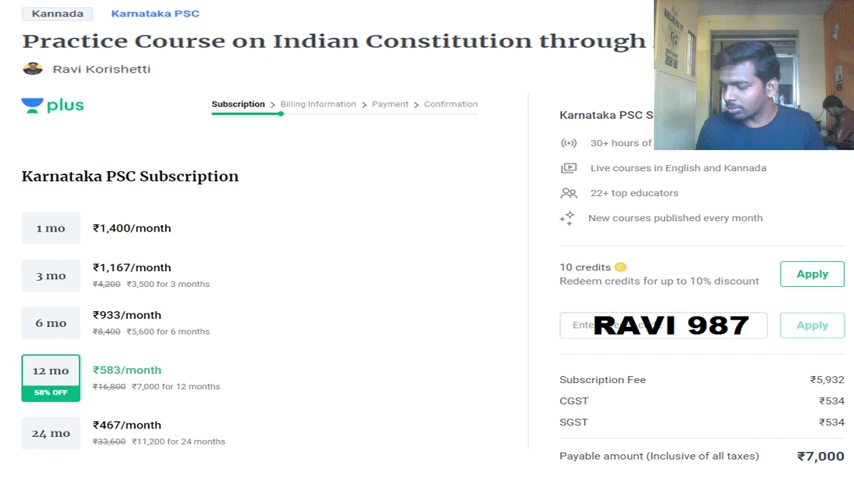 Kannada Karnataka PSC
Practice Course on Indian Constitution through
Ravi Korishetti
plus
Subscription > Billing Information > Payment > Confirmation
Karnataka PSC Subscription
1 mo ₹1,400/month
3 mo ₹1,167/month
₹4,200 ₹3,500 for 3 months
6 mo ₹933/month
₹8,400 ₹5,600 for 6 months
12 mo ₹583/month
58% OFF ₹16,800 ₹7,000 for 12 months
24 mo ₹467/month
₹33,600 ₹11,200 for 24 months
Karnataka PSC S
30+ hours of
Live courses in English and Kannada
22+ top educators
New courses published every month
10 credits
Redeem credits for up to 10% discount
Apply
RAVI 987
Apply
Subscription Fee ₹5,932
CGST ₹534
SGST ₹534
Payable amount (Inclusive of all taxes) ₹7,000